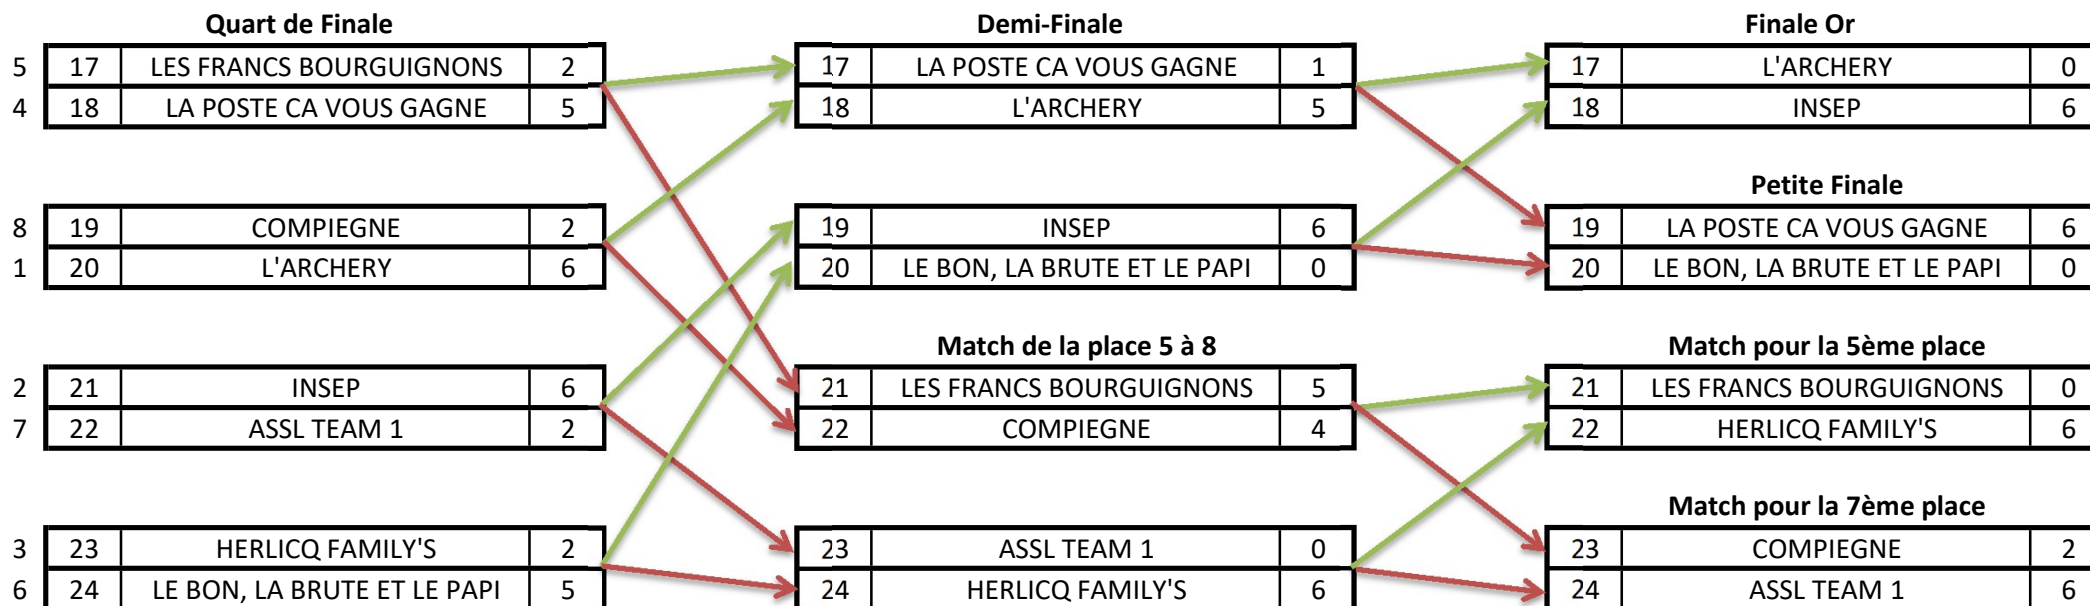 Quart de Finale Demi-Finale Finale Or
5 17 LES FRANCS BOURGUIGNONS 2 17 LA POSTE CA VOUS GAGNE 1 17 L'ARCHERY 0
4 18 LA POSTE CA VOUS GAGNE 5 18 L'ARCHERY 5 18 INSEP 6
Petite Finale
8 19 COMPIEGNE 2 19 INSEP 6 19 LA POSTE CA VOUS GAGNE 6
1 20 L'ARCHERY 6 20 LE BON, LA BRUTE ET LE PAPI 0 20 LE BON, LA BRUTE ET LE PAPI 0
Match de la place 5 à 8 Match pour la 5ème place
2 21 INSEP 6 21 LES FRANCS BOURGUIGNONS 5 21 LES FRANCS BOURGUIGNONS 0
7 22 ASSL TEAM 1 2 22 COMPIEGNE 4 22 HERLICQ FAMILY'S 6
Match pour la 7ème place
3 23 HERLICQ FAMILY'S 2 23 ASSL TEAM 1 0 23 COMPIEGNE 2
6 24 LE BON, LA BRUTE ET LE PAPI 5 24 HERLICQ FAMILY'S 6 24 ASSL TEAM 1 6